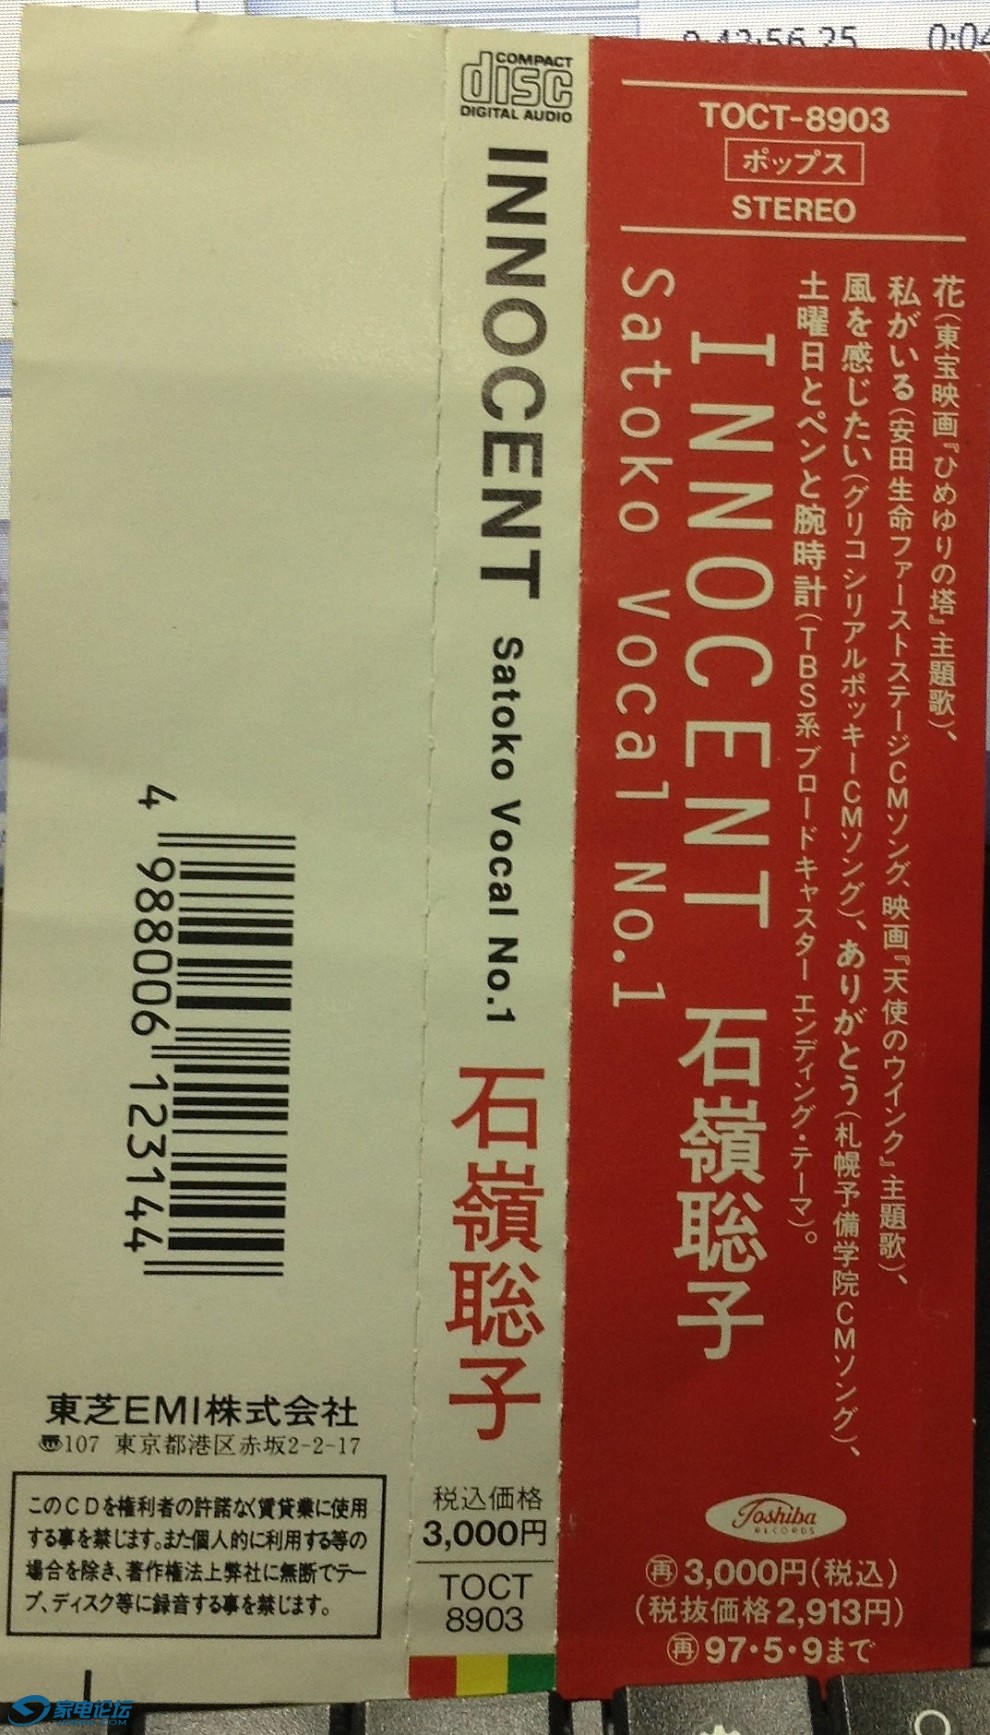 TOCT-8903
ポップス
STEREO
花(東宝映画『ひめゆりの塔』主題歌)、
私がいる(安田生命ファーストステージCMソング、映画『天使のウインク』主題歌)、
風を感じたい(グリコ シリアルポッキーCMソング)、ありがとう(札幌予備学院CMソング)、
土曜日とペンと腕時計(TBS系 ブロードキャスター エンディング・テーマ)。
INNOCENT 石嶺聡子
Satoko Vocal No.1
Toshiba
RECORDS
再 3,000円(税込)
(税抜価格2,913円)
再 97・5・9まで
COMPACT
disc
DIGITAL AUDIO
INNOCENT Satoko Vocal No.1 石嶺聡子
税込価格
3,000円
TOCT
8903
4 988006 123144
東芝EMI株式会社
〠107 東京都港区赤坂2-2-17
このCDを権利者の許諾なく賃貸業に使用
する事を禁じます。また個人的に利用する等の
場合を除き、著作権法上弊社に無断でテー
プ、ディスク等に録音する事を禁じます。
家电论坛
0:43:56.25